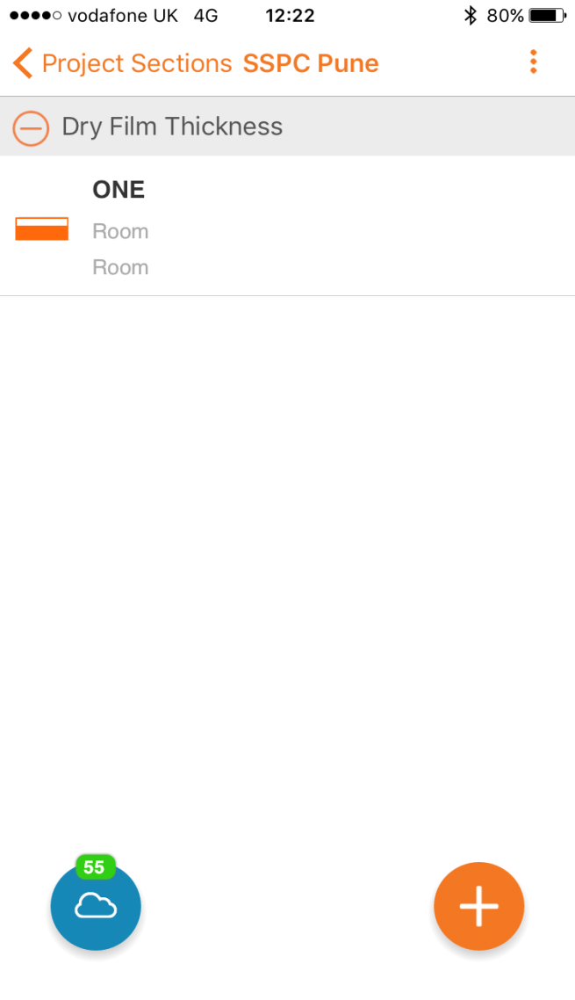 vodafone UK 4G 12:22 80%
Project Sections SSPC Pune
Dry Film Thickness
ONE
Room
Room
55